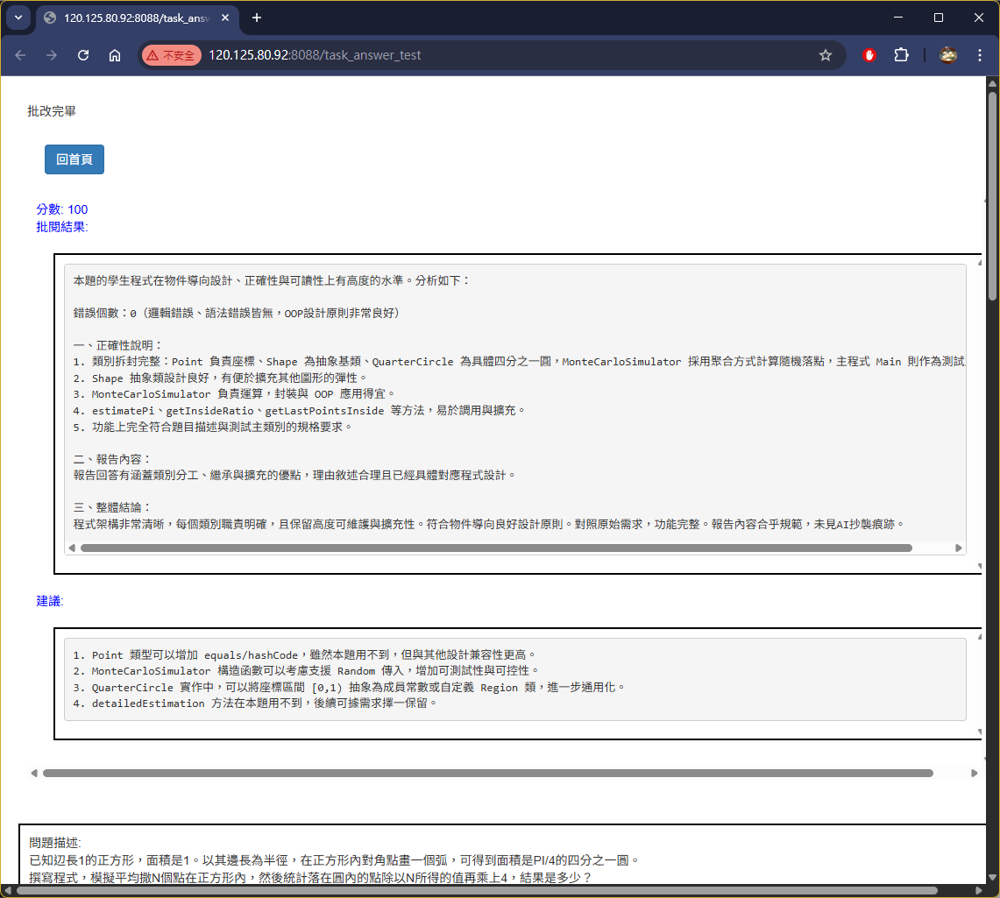 120.125.80.92:8088/task_ansv
不安全
120.125.80.92:8088/task_answer_test
批改完畢
回首頁
分數: 100
批閱結果:
本題的學生程式在物件導向設計、正確性與可讀性上有高度的水準。分析如下：
錯誤個數：0（邏輯錯誤、語法錯誤皆無，OOP設計原則非常良好）
一、正確性說明：
1. 類別拆封完整：Point 負責座標、Shape 為抽象基類、QuarterCircle 為具體四分之一圓，MonteCarloSimulator 採用聚合方式計算隨機落點，主程式 Main 則作為測試
2. Shape 抽象類設計良好，有便於擴充其他圖形的彈性。
3. MonteCarloSimulator 負責運算，封裝與 OOP 應用得宜。
4. estimatePi、getInsideRatio、getLastPointsInside 等方法，易於調用與擴充。
5. 功能上完全符合題目描述與測試主類別的規格要求。
二、報告內容：
報告回答有涵蓋類別分工、繼承與擴充的優點，理由敘述合理且已經具體對應程式設計。
三、整體結論：
程式架構非常清晰，每個類別職責明確，且保留高度可維護與擴充性。符合物件導向良好設計原則。對照原始需求，功能完整。報告內容合乎規範，未見AI抄襲痕跡。
建議:
1. Point 類型可以增加 equals/hashCode，雖然本題用不到，但與其他設計兼容性更高。
2. MonteCarloSimulator 構造函數可以考慮支援 Random 傳入，增加可測試性與可控性。
3. QuarterCircle 實作中，可以將座標區間 [0,1) 抽象為成員常數或自定義 Region 類，進一步通用化。
4. detailedEstimation 方法在本題用不到，後續可據需求擇一保留。
問題描述:
已知辺長1的正方形，面積是1。以其邊長為半徑，在正方形內對角點畫一個弧，可得到面積是PI/4的四分之一圓。
撰寫程式，模擬平均撒N個點在正方形內，然後統計落在圓內的點除以N所得的值再乘上4，結果是多少？